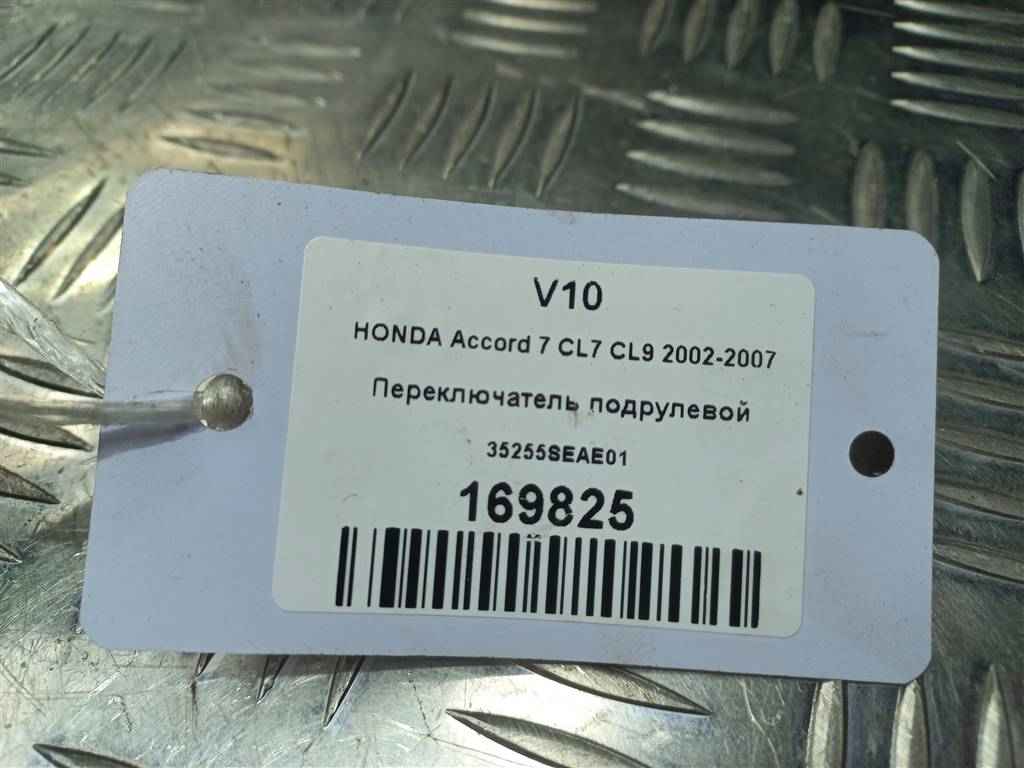 V10
HONDA Accord 7 CL7 CL9 2002-2007
Переключатель подрулевой
35255SEAE01
169825